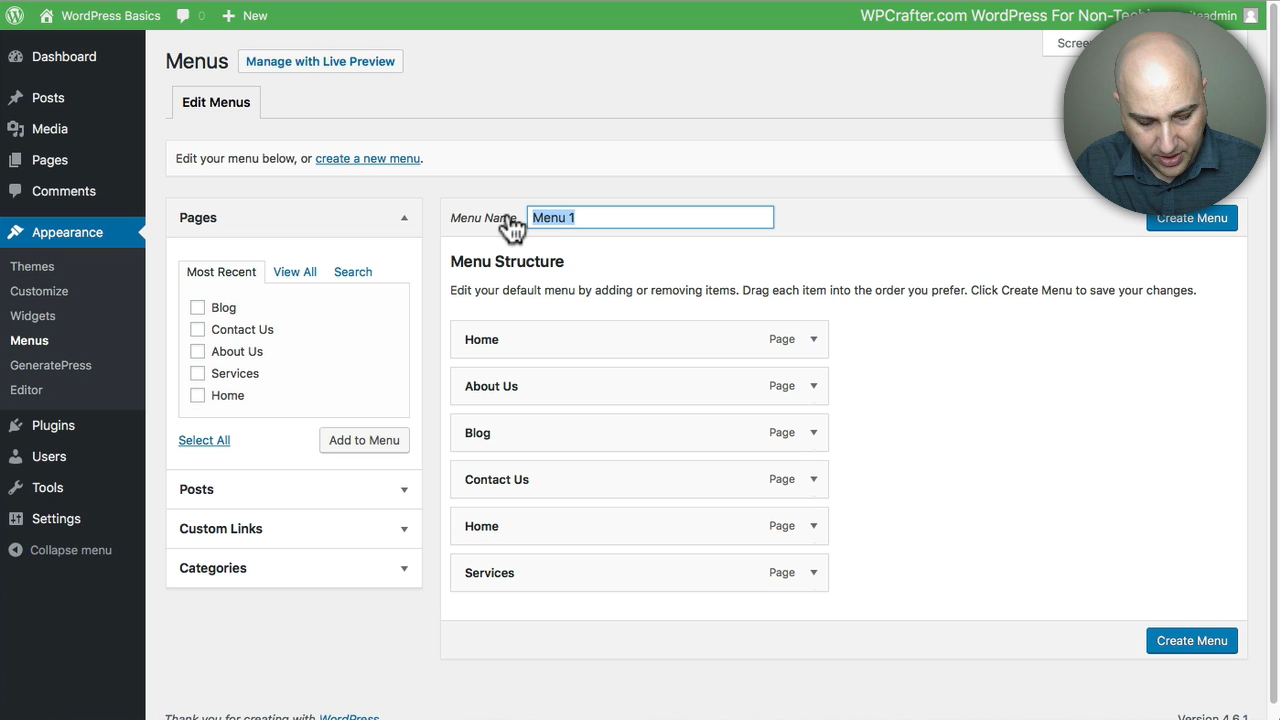 WordPress Basics 0 New
WPCrafter.com WordPress For Non-Tech
siteadmin
Dashboard
Posts
Media
Pages
Comments
Appearance
Themes
Customize
Widgets
Menus
GeneratePress
Editor
Plugins
Users
Tools
Settings
Collapse menu
Menus Manage with Live Preview
Edit Menus
Edit your menu below, or create a new menu.
Pages
Most Recent View All Search
Blog
Contact Us
About Us
Services
Home
Select All Add to Menu
Posts
Custom Links
Categories
Menu Name Menu 1 Create Menu
Menu Structure
Edit your default menu by adding or removing items. Drag each item into the order you prefer. Click Create Menu to save your changes.
Home Page
About Us Page
Blog Page
Contact Us Page
Home Page
Services Page
Create Menu
Thank you for creating with WordPress
Version 4.6.1